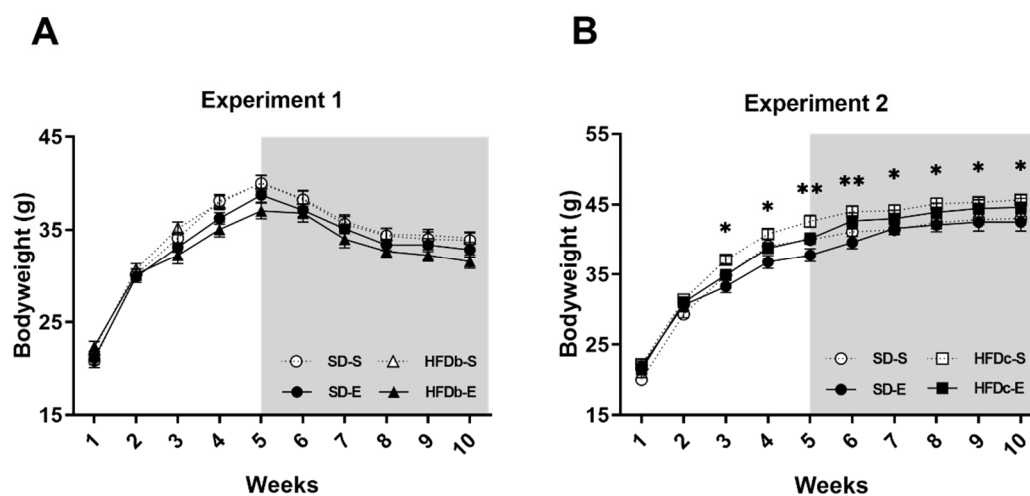 A
Experiment 1
Bodyweight (g)
45
35
25
15
SD-S HFDb-S
SD-E HFDb-E
1 2 3 4 5 6 7 8 9 10
Weeks
B
Experiment 2
Bodyweight (g)
55
45
35
25
15
* * ** ** * * * *
SD-S HFDc-S
SD-E HFDc-E
1 2 3 4 5 6 7 8 9 10
Weeks